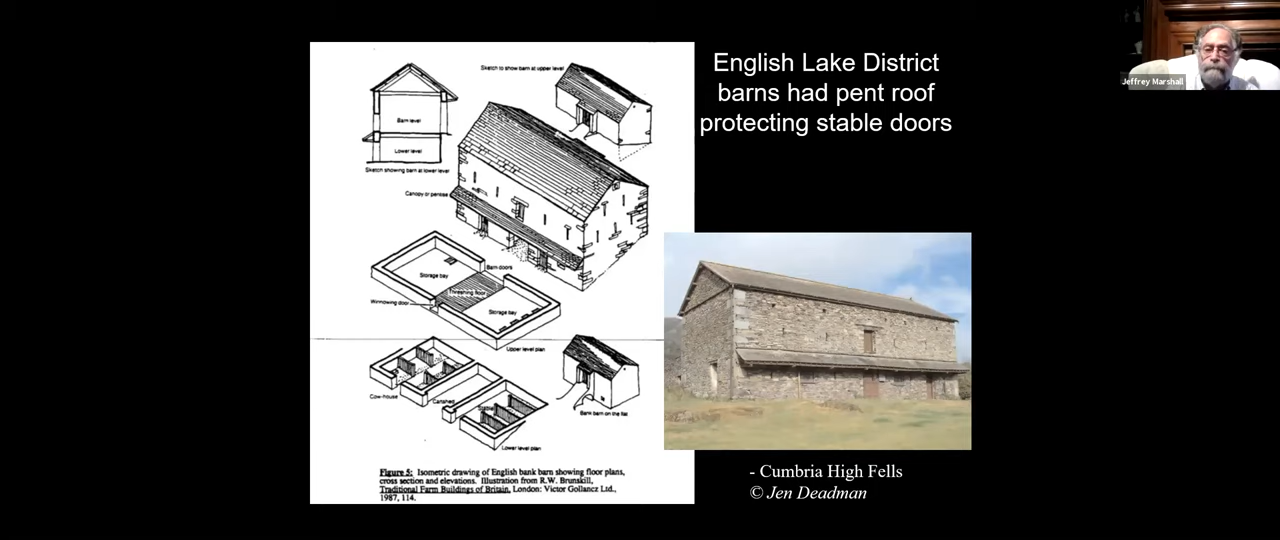 English Lake District
barns had pent roof
protecting stable doors
Jeffrey Marshall
Sketch to show barn at upper level
Barn level
Lower level
Sketch showing barn at lower level
Canopy or pentise
Barn doors
Storage bay
Threshing floor
Winnowing door
Storage bay
Upper level plan
Cow-house
Cartshed
Stable
Bank barn on the flat
Lower level plan
Figure 5: Isometric drawing of English bank barn showing floor plans,
cross section and elevations. Illustration from R.W. Brunskill,
Traditional Farm Buildings of Britain, London: Victor Gollancz Ltd.,
1987, 114.
- Cumbria High Fells
© Jen Deadman